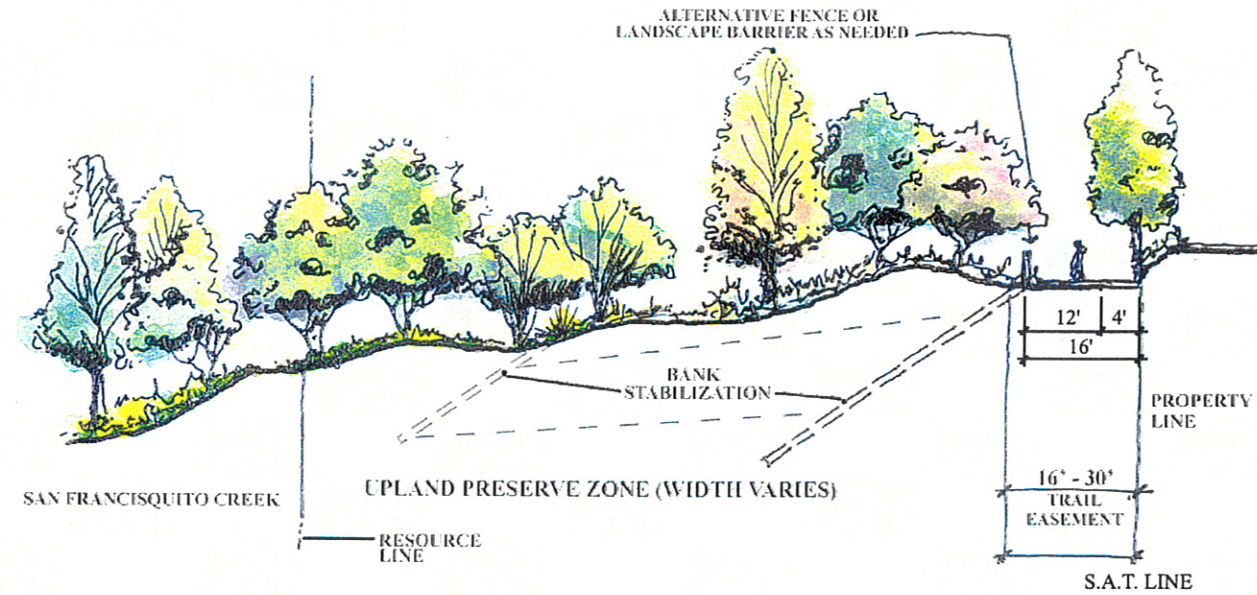 ALTERNATIVE FENCE OR
LANDSCAPE BARRIER AS NEEDED
12'
4'
16'
BANK
STABILIZATION
PROPERTY
LINE
UPLAND PRESERVE ZONE (WIDTH VARIES)
SAN FRANCISQUITO CREEK
16' - 30'
TRAIL
EASEMENT
RESOURCE
LINE
S.A.T. LINE